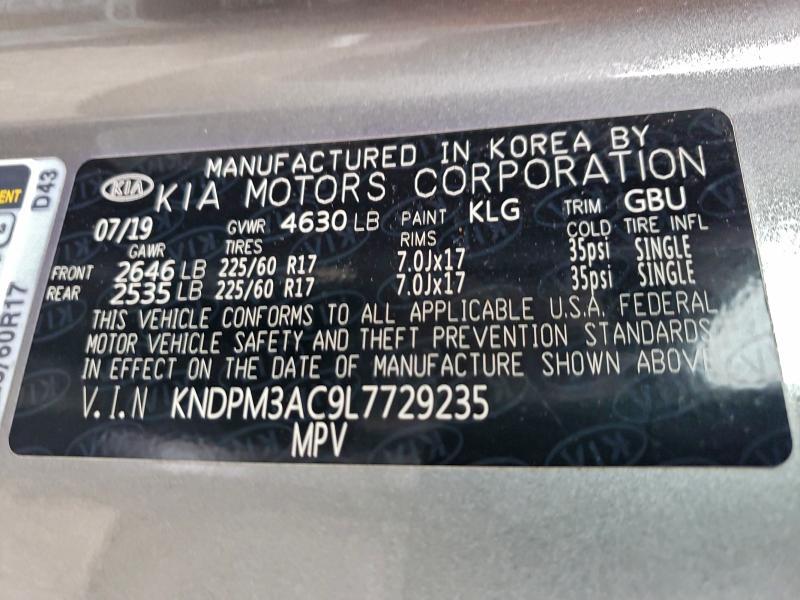 MANUFACTURED IN KOREA BY
KIA KIA MOTORS CORPORATION
07/19 GVWR 4630 LB PAINT KLG TRIM GBU
GAWR TIRES RIMS COLD TIRE INFL
FRONT 2646 LB 225/60 R17 7.0Jx17 35psi SINGLE
REAR 2535 LB 225/60 R17 7.0Jx17 35psi SINGLE
THIS VEHICLE CONFORMS TO ALL APPLICABLE U.S.A. FEDERAL
MOTOR VEHICLE SAFETY AND THEFT PREVENTION STANDARDS
IN EFFECT ON THE DATE OF MANUFACTURE SHOWN ABOVE
V.I.N KNDPM3AC9L7729235
MPV
D43
/60R17